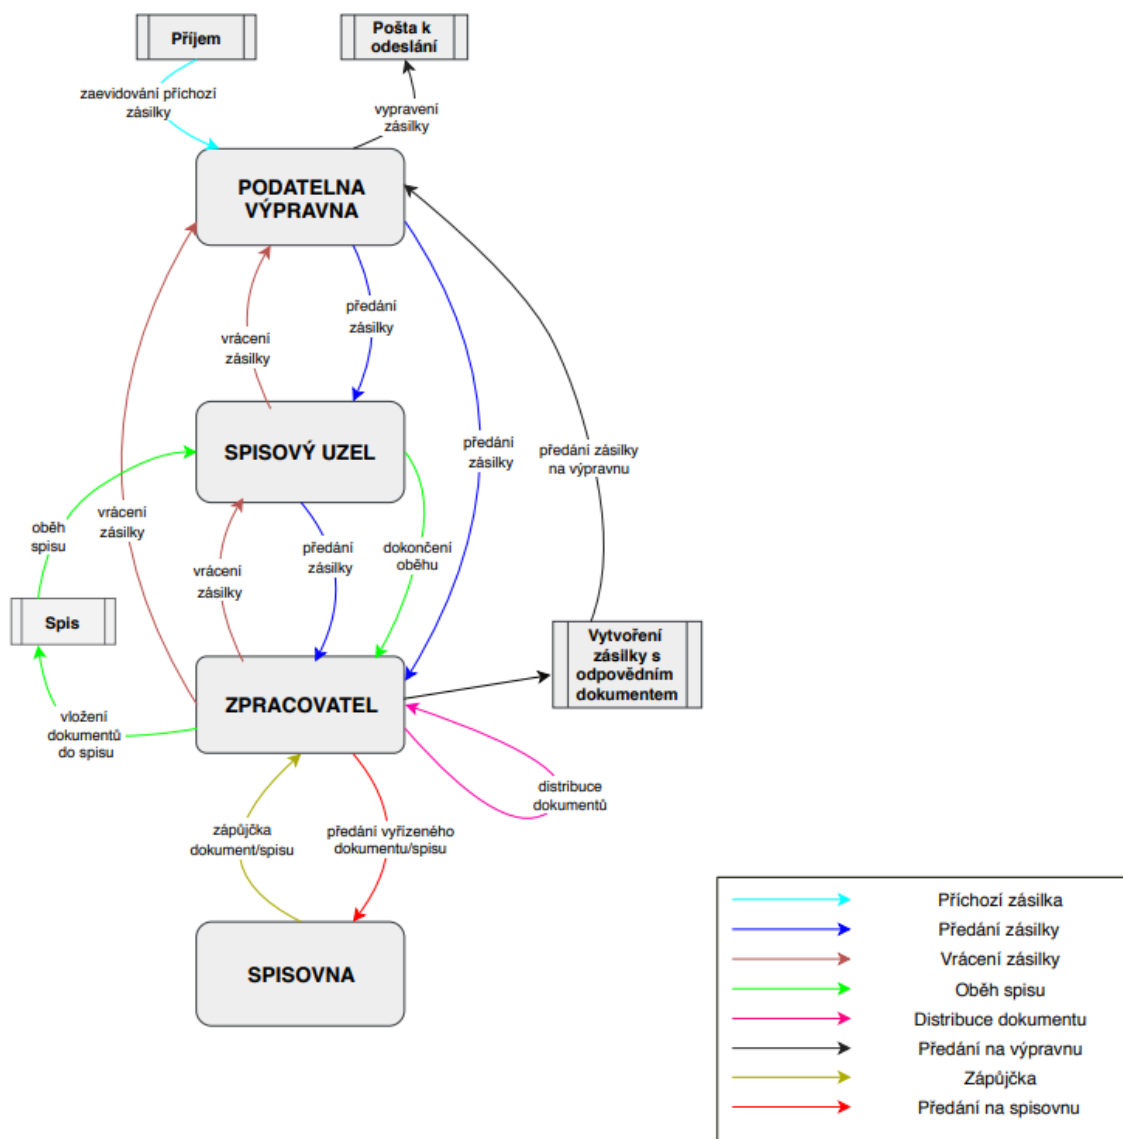 Příjem
Pošta k
odeslání
zaevidování příchozí
zásilky
vypravení
zásilky
PODATELNA
VÝPRAVNA
předání
zásilky
vrácení
zásilky
SPISOVÝ UZEL
předání
zásilky
předání zásilky
na výpravnu
vrácení
zásilky
oběh
spisu
předání
zásilky
dokončení
oběhu
vrácení
zásilky
Spis
Vytvoření
zásilky s
odpovědním
dokumentem
ZPRACOVATEL
vložení
dokumentů
do spisu
distribuce
dokumentů
zápůjčka
dokument/spisu
předání vyřízeného
dokumentu/spisu
SPISOVNA
Příchozí zásilka
Předání zásilky
Vrácení zásilky
Oběh spisu
Distribuce dokumentu
Předání na výpravnu
Zápůjčka
Předání na spisovnu